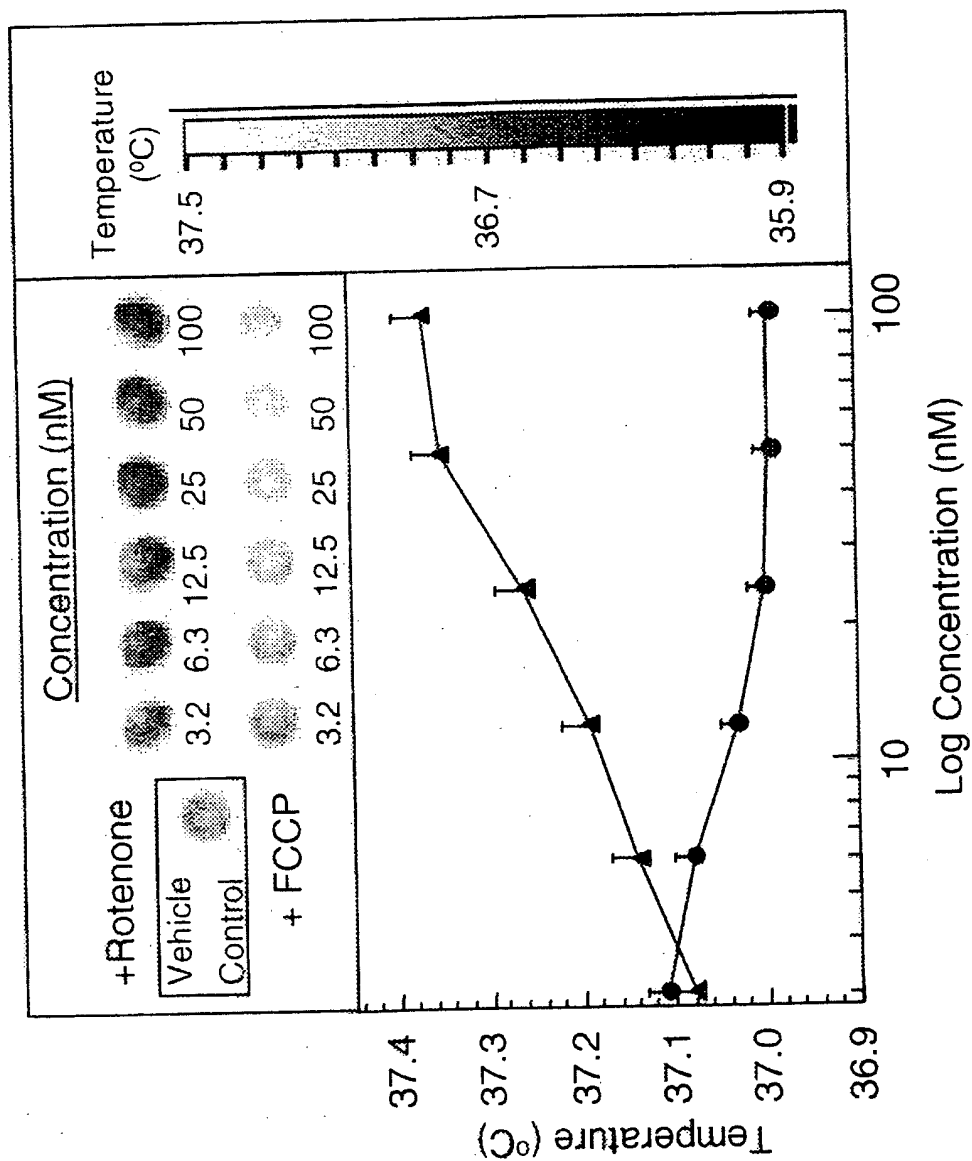 Concentration (nM)
+Rotenone
3.2 6.3 12.5 25 50 100
Vehicle
Control
+ FCCP
3.2 6.3 12.5 25 50 100
Temperature
(ºC)
37.5
36.7
35.9
Temperature (ºC)
37.4
37.3
37.2
37.1
37.0
36.9
10 100
Log Concentration (nM)